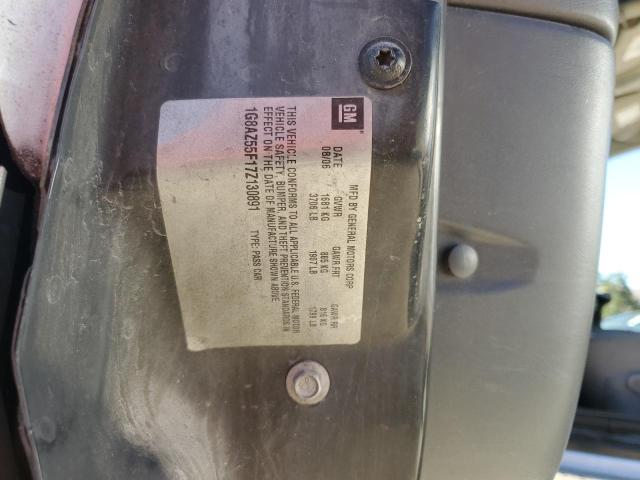 GM
MFD BY GENERAL MOTORS CORP
DATE GVWR GAWR FRT GAWR RR
08/06 1681 KG 865 KG 816 KG
3706 LB 1907 LB 1799 LB
THIS VEHICLE CONFORMS TO ALL APPLICABLE U.S. FEDERAL MOTOR
VEHICLE SAFETY, BUMPER, AND THEFT PREVENTION STANDARDS IN
EFFECT ON THE DATE OF MANUFACTURE SHOWN ABOVE.
1G8AZ55F17Z130891 TYPE: PASS CAR